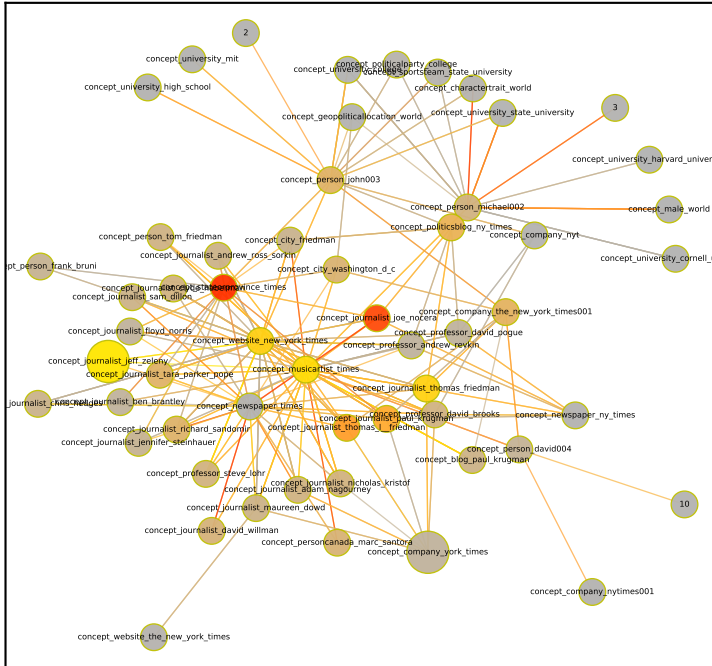 2
concept_university_mit
concept_politicalparty_college
concept_university_college
concept_sportsteam_state_university
concept_university_high_school
concept_charactertrait_world
3
concept_geopoliticallocation_world
concept_university_state_university
concept_university_harvard_univer
concept_person_john003
concept_person_michael002
concept_male_world
concept_politicsblog_ny_times
concept_company_nyt
concept_person_tom_friedman
concept_city_friedman
concept_journalist_andrew_ross_sorkin
concept_university_cornell_u
pt_person_frank_bruni
concept_city_washington_d_c
concept_journalist_sam_dillon
concept_journalist_joe_nocera
concept_company_the_new_york_times001
concept_journalist_floyd_norris
concept_professor_david_pogue
concept_website_new_york_times
concept_professor_andrew_revkin
concept_journalist_jeff_zeleny
concept_musicartist_times
concept_journalist_tara_parker_pope
concept_journalist_thomas_friedman
concept_journalist_ben_brantley
concept_newspaper_times
concept_professor_david_brooks
concept_newspaper_ny_times
concept_journalist_paul_krugman
concept_journalist_richard_sandomir
concept_journalist_thomas_l__friedman
concept_journalist_jennifer_steinhauer
concept_person_david004
concept_blog_paul_krugman
concept_professor_steve_lohr
concept_journalist_nicholas_kristof
concept_journalist_adam_nagourney
concept_journalist_maureen_dowd
10
concept_journalist_david_willman
concept_personcanada_marc_santora
concept_company_york_times
concept_company_nytimes001
concept_website_the_new_york_times